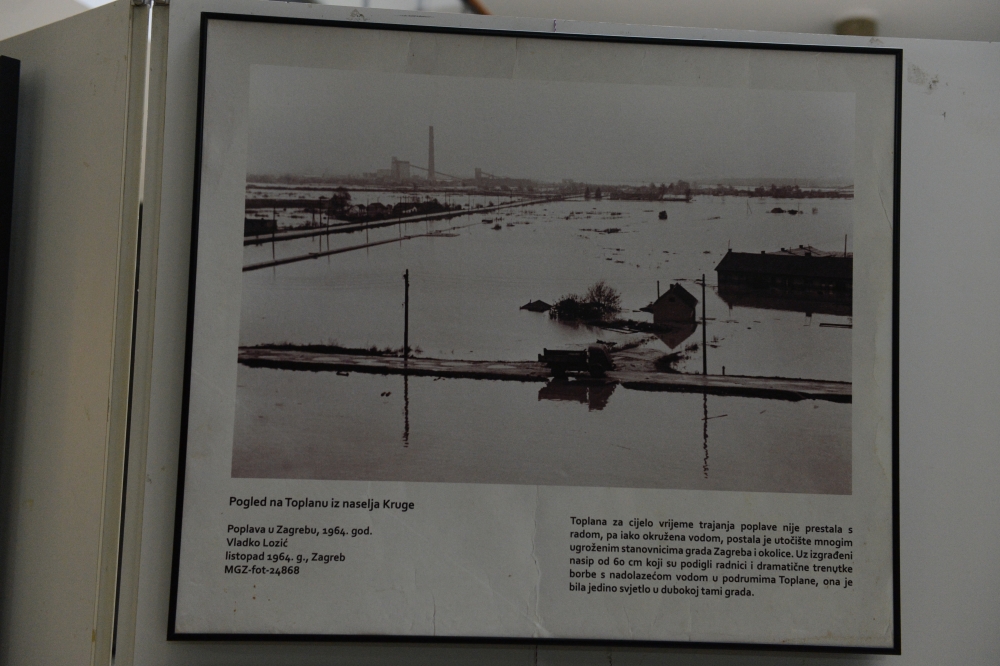 Pogled na Toplanu iz naselja Kruge
Poplava u Zagrebu, 1964. god.
Vladko Lozić
listopad 1964. g., Zagreb
MGZ-fot-24868
Toplana za cijelo vrijeme trajanja poplave nije prestala s
radom, pa iako okružena vodom, postala je utočište mnogim
ugroženim stanovnicima grada Zagreba i okolice. Uz izgrađeni
nasip od 60 cm koji su podigli radnici i dramatične trenutke
borbe s nadolazećom vodom u podrumima Toplane, ona je
bila jedino svjetlo u dubokoj tami grada.